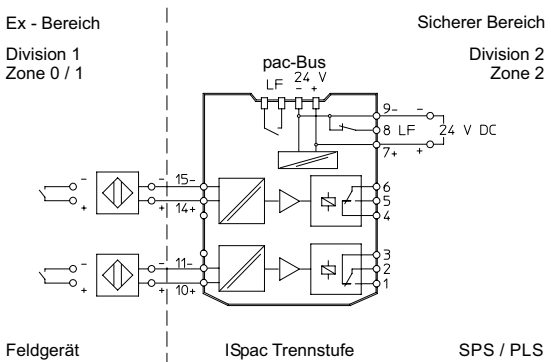 Ex - Bereich
Sicherer Bereich
Division 1
Zone 0 / 1
Division 2
Zone 2
pac-Bus
LF 24 V
- +
9- -
8 LF 24 V DC
7+ +
- - 15-
+ + 14+
6
5
4
- - 11-
+ + 10+
3
2
1
Feldgerät
ISpac Trennstufe
SPS / PLS